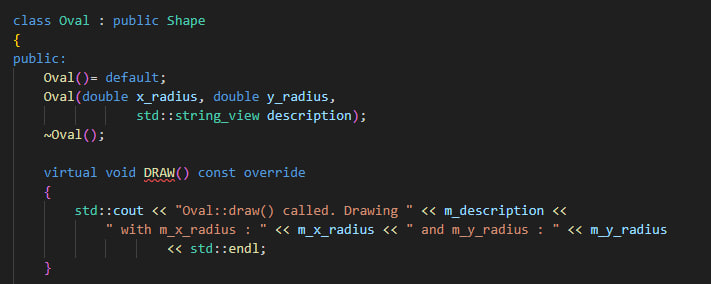 class Oval : public Shape
{
public:
    Oval()= default;
    Oval(double x_radius, double y_radius,
                std::string_view description);
    ~Oval();

    virtual void DRAW() const override
    {
        std::cout << "Oval::draw() called. Drawing " << m_description <<
            " with m_x_radius : " << m_x_radius << " and m_y_radius : " << m_y_radius
                    << std::endl;
    }